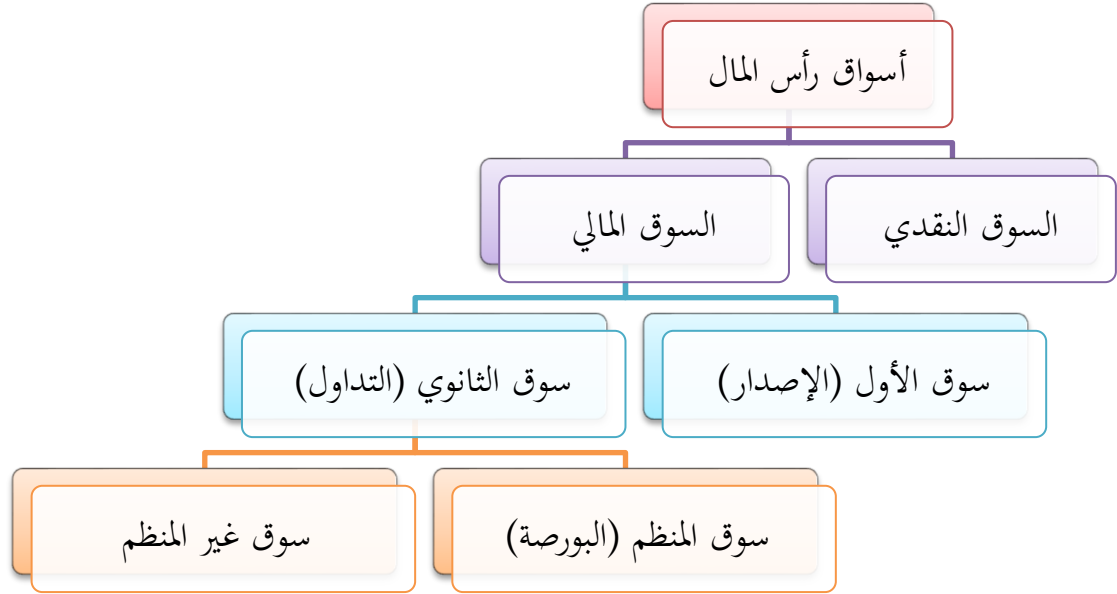 أسواق رأس المال
السوق النقدي
السوق المالي
سوق الأول (الإصدار)
سوق الثانوي (التداول)
سوق المنظم (البورصة)
سوق غير المنظم